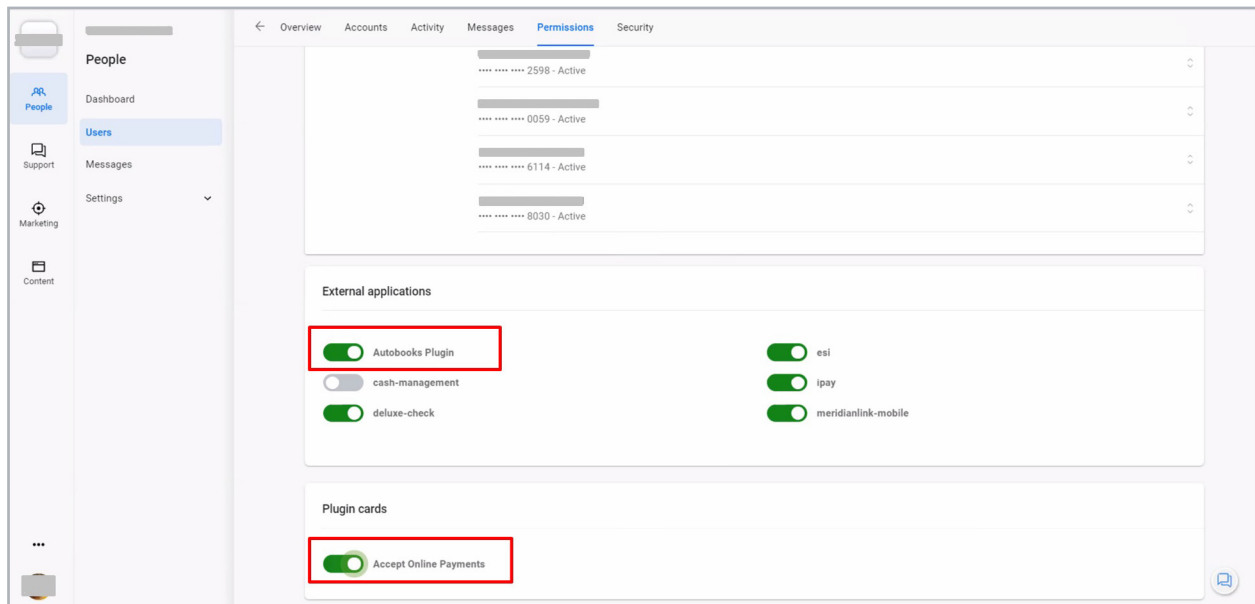 Overview Accounts Activity Messages Permissions Security
People
People
Dashboard
Users
Support
Messages
Settings
Marketing
Content
•••• •••• •••• 2598 - Active
•••• •••• •••• 0059 - Active
•••• •••• •••• 6114 - Active
•••• •••• •••• 8030 - Active
External applications
Autobooks Plugin
esi
cash-management
ipay
deluxe-check
meridianlink-mobile
Plugin cards
Accept Online Payments